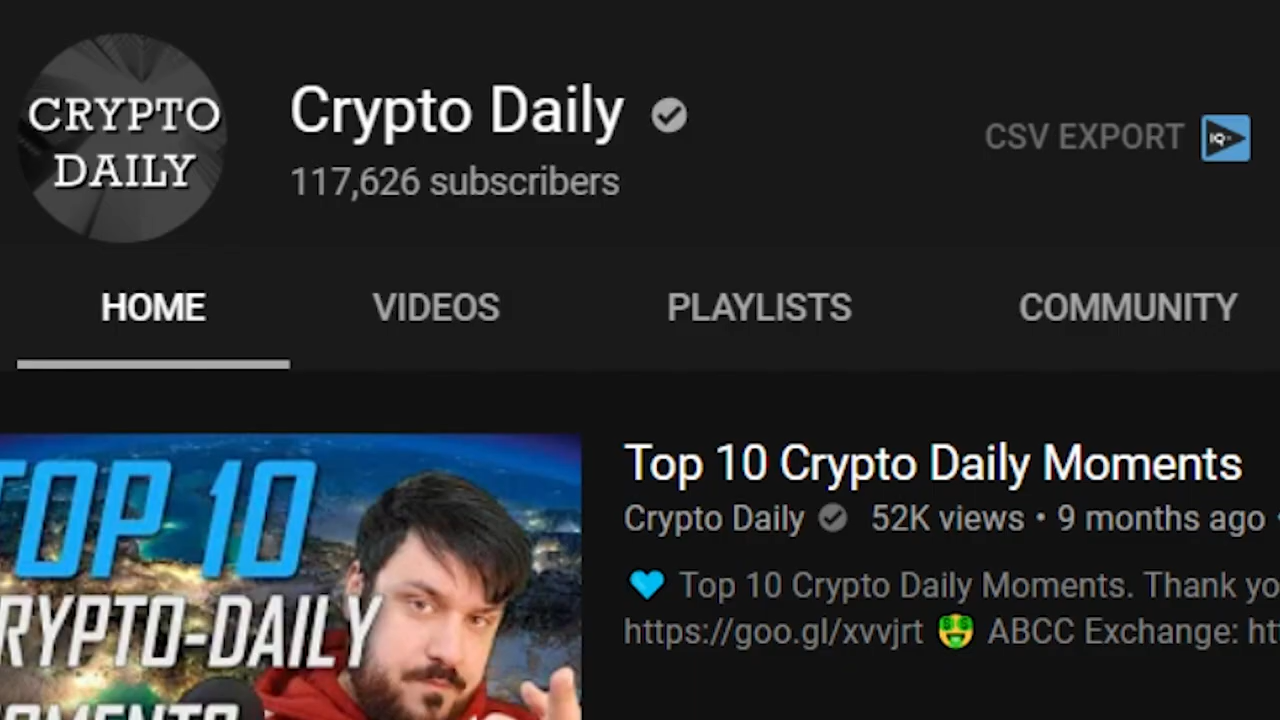 CRYPTO
DAILY
Crypto Daily
117,626 subscribers
CSV EXPORT
IQ
HOME
VIDEOS
PLAYLISTS
COMMUNITY
TOP 10
RYPTO-DAILY
MOMENTS
Top 10 Crypto Daily Moments
Crypto Daily 52K views • 9 months ago
Top 10 Crypto Daily Moments. Thank yo
https://goo.gl/xvvjrt 🤑 ABCC Exchange: ht